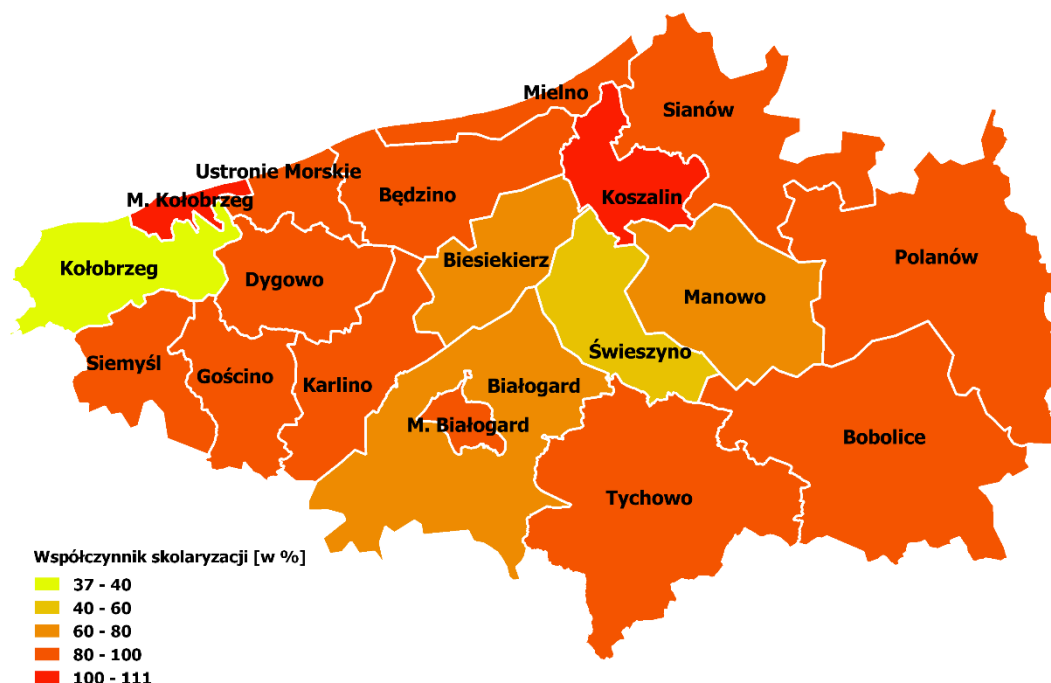 Mielno
Sianów
Ustronie Morskie
M. Kołobrzeg
Będzino
Koszalin
Kołobrzeg
Dygowo
Biesiekierz
Polanów
Manowo
Siemyśl
Gościno
Karlino
Świeszyno
Białogard
M. Białogard
Bobolice
Tychowo
Współczynnik skolaryzacji [w %]
37 - 40
40 - 60
60 - 80
80 - 100
100 - 111